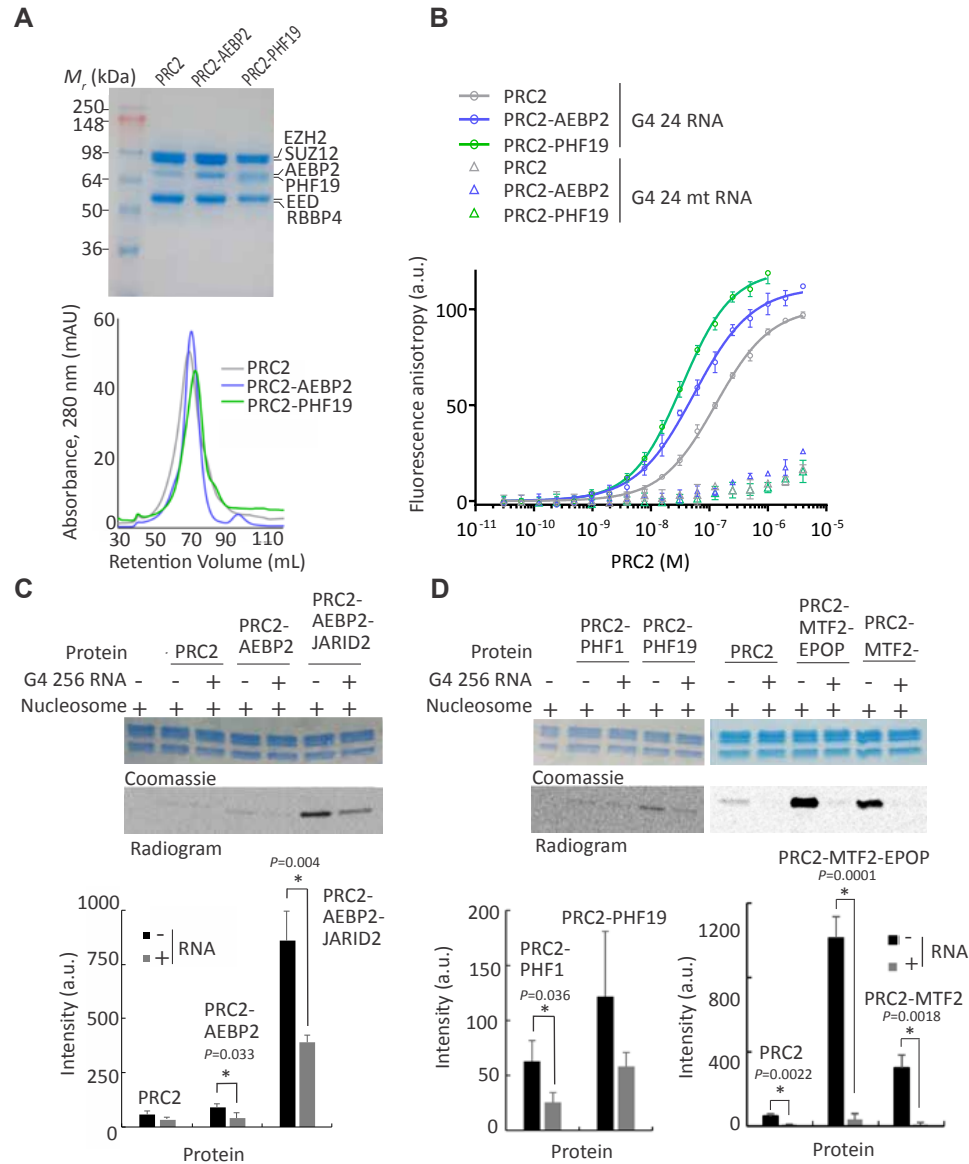 A
PRC2
PRC2-AEBP2
PRC2-PHF19
Mr (kDa)
250
148
98
64
50
36
EZH2
SUZ12
AEBP2
PHF19
EED
RBBP4
Absorbance, 280 nm (mAU)
60
40
20
0
PRC2
PRC2-AEBP2
PRC2-PHF19
30 50 70 90 110
Retention Volume (mL)
B
PRC2
PRC2-AEBP2
PRC2-PHF19
G4 24 RNA
PRC2
PRC2-AEBP2
PRC2-PHF19
G4 24 mt RNA
Fluorescence anisotropy (a.u.)
100
50
0
10⁻¹¹ 10⁻¹⁰ 10⁻⁹ 10⁻⁸ 10⁻⁷ 10⁻⁶ 10⁻⁵
PRC2 (M)
C
Protein
PRC2
PRC2-
AEBP2
PRC2-
AEBP2-
JARID2
G4 256 RNA - - + - + - +
Nucleosome + + + + + + +
Coomassie
Radiogram
Intensity (a.u.)
1000
750
500
250
0
- RNA
+
PRC2
PRC2-
AEBP2
P=0.033
*
P=0.004
*
PRC2-
AEBP2-
JARID2
Protein
D
Protein
PRC2-
PHF1
PRC2-
PHF19
PRC2
PRC2-
MTF2-
EPOP
PRC2-
MTF2-
G4 256 RNA - - + - + - + - + - +
Nucleosome + + + + + + + + + + +
Coomassie
Radiogram
Intensity (a.u.)
200
150
100
50
0
PRC2-
PHF1
P=0.036
*
PRC2-PHF19
Protein
Intensity (a.u.)
1200
800
400
0
PRC2
P=0.0022
*
PRC2-MTF2-EPOP
P=0.0001
*
- RNA
+
PRC2-MTF2
P=0.0018
*
Protein